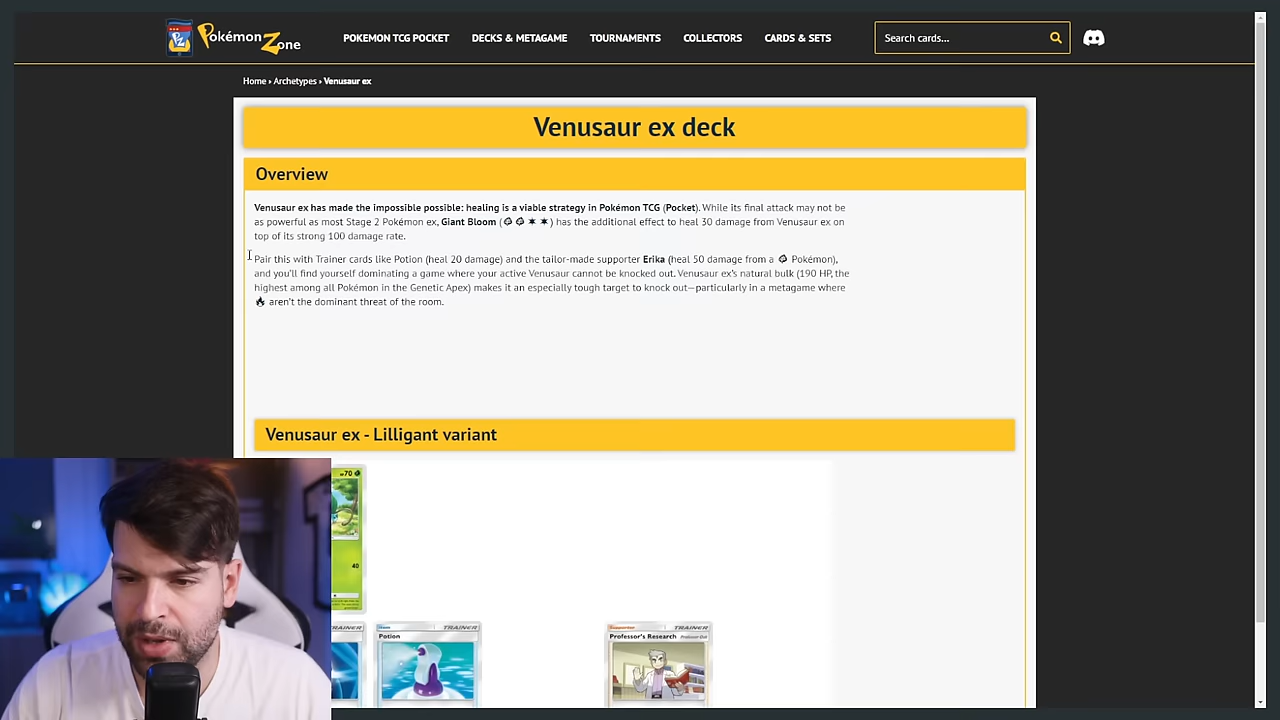 Pokémon Zone
POKEMON TCG POCKET DECKS & METAGAME TOURNAMENTS COLLECTORS CARDS & SETS
Search cards...
Home › Archetypes › Venusaur ex
Venusaur ex deck
Overview
Venusaur ex has made the impossible possible: healing is a viable strategy in Pokémon TCG (Pocket). While its final attack may not be
as powerful as most Stage 2 Pokémon ex, Giant Bloom ( ) has the additional effect to heal 30 damage from Venusaur ex on
top of its strong 100 damage rate.
Pair this with Trainer cards like Potion (heal 20 damage) and the tailor-made supporter Erika (heal 50 damage from a Pokémon),
and you'll find yourself dominating a game where your active Venusaur cannot be knocked out. Venusaur ex's natural bulk (190 HP, the
highest among all Pokémon in the Genetic Apex) makes it an especially tough target to knock out—particularly in a metagame where
aren't the dominant threat of the room.
Venusaur ex - Lilligant variant
70
40
TRAINER
Item TRAINER
Potion
Supporter TRAINER
Professor's Research